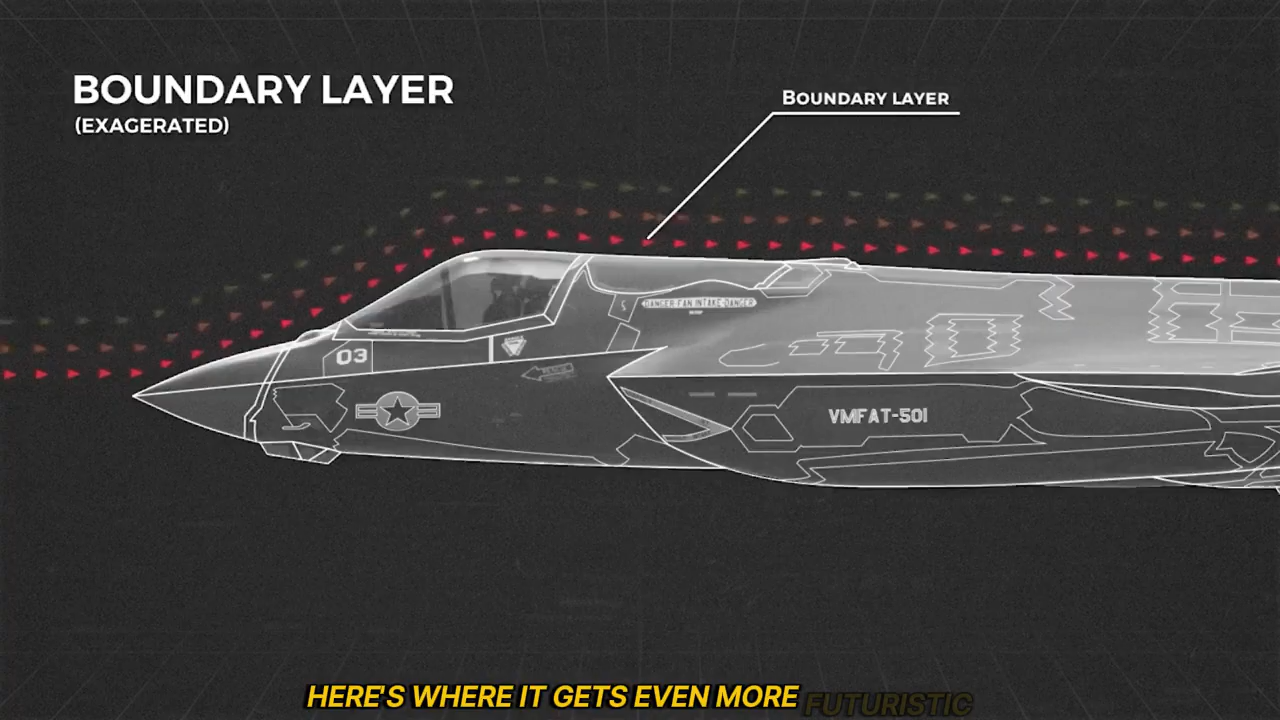 BOUNDARY LAYER
(EXAGERATED)
BOUNDARY LAYER
DANGER-FAN INTAKE-DANGER
03
VMFAT-501
HERE'S WHERE IT GETS EVEN MORE FUTURISTIC